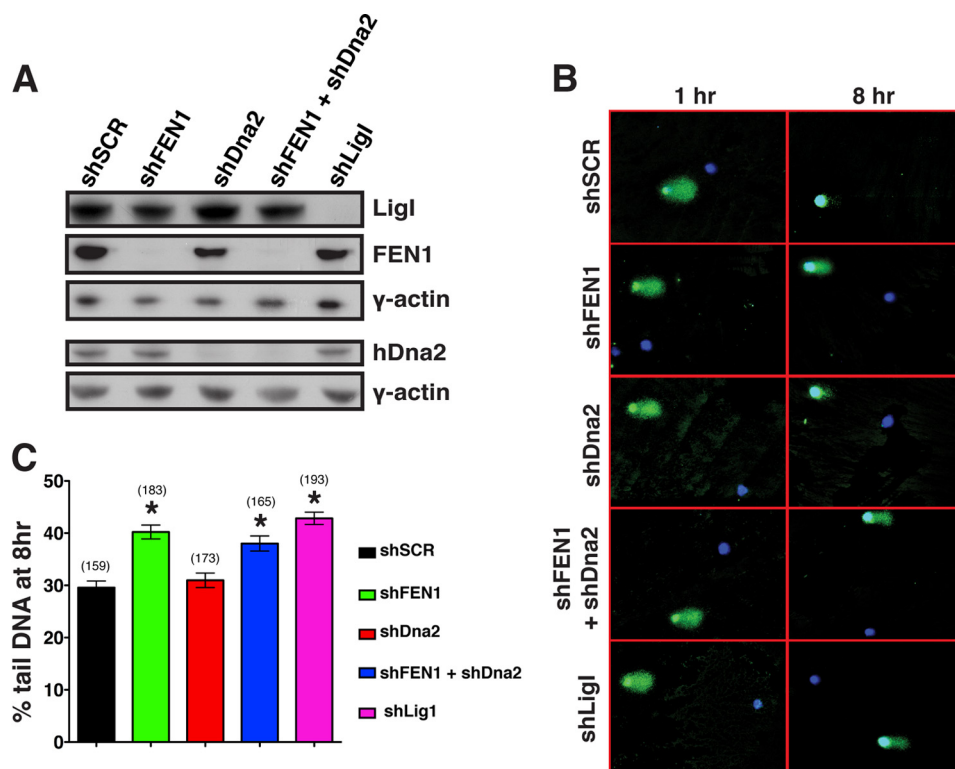 A
shSCR
shFEN1
shDna2
shFEN1 + shDna2
shLigI
LigI
FEN1
γ-actin
hDna2
γ-actin
B
1 hr
8 hr
shSCR
shFEN1
shDna2
shFEN1
+ shDna2
shLigI
C
% tail DNA at 8hr
50
40
30
20
10
0
(159)
(183)
*
(173)
(165)
*
(193)
*
shSCR
shFEN1
shDna2
shFEN1 + shDna2
shLig1